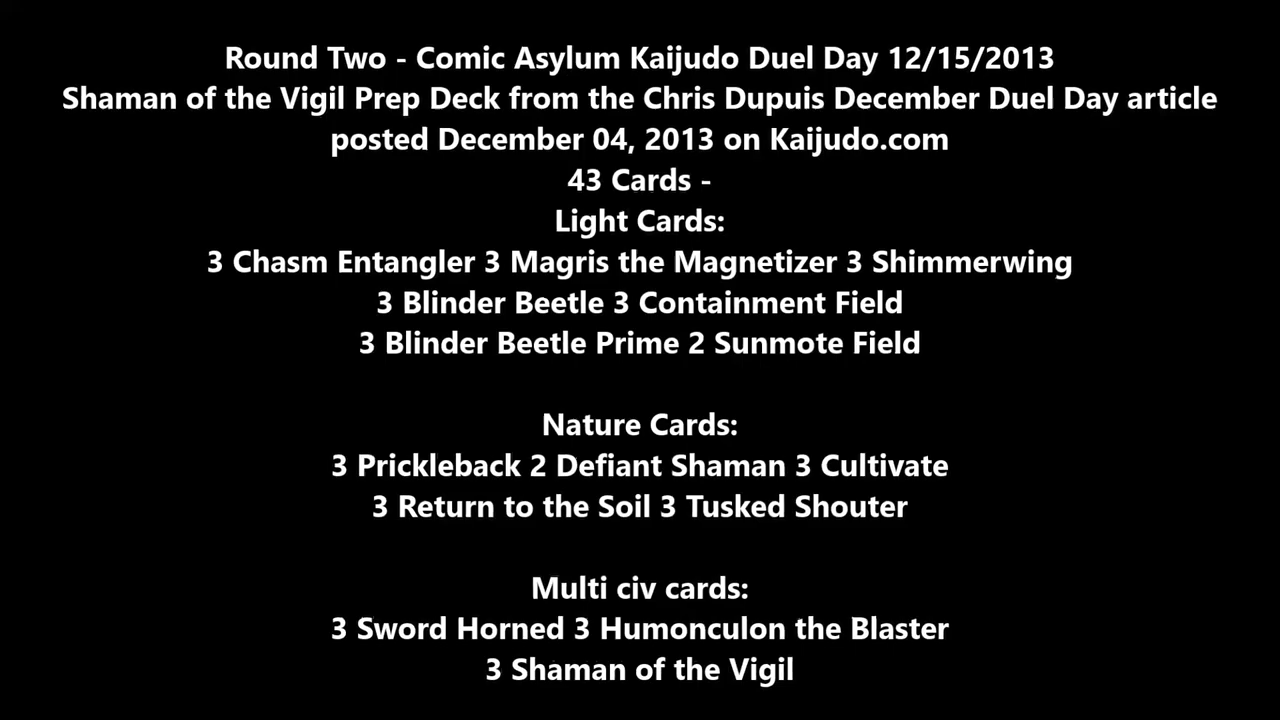 Round Two - Comic Asylum Kaijudo Duel Day 12/15/2013
Shaman of the Vigil Prep Deck from the Chris Dupuis December Duel Day article
posted December 04, 2013 on Kaijudo.com
43 Cards -
Light Cards:
3 Chasm Entangler 3 Magris the Magnetizer 3 Shimmerwing
3 Blinder Beetle 3 Containment Field
3 Blinder Beetle Prime 2 Sunmote Field
Nature Cards:
3 Prickleback 2 Defiant Shaman 3 Cultivate
3 Return to the Soil 3 Tusked Shouter
Multi civ cards:
3 Sword Horned 3 Humonculon the Blaster
3 Shaman of the Vigil